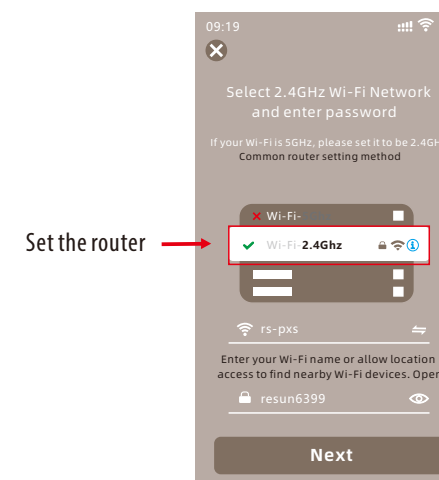 09:19
Select 2.4GHz Wi-Fi Network
and enter password
If your Wi-Fi is 5GHz, please set it to be 2.4GH
Common router setting method
Wi-Fi-
Set the router
Wi-Fi-2.4Ghz
rs-pxs
Enter your Wi-Fi name or allow location
access to find nearby Wi-Fi devices. Oper
resun6399
Next